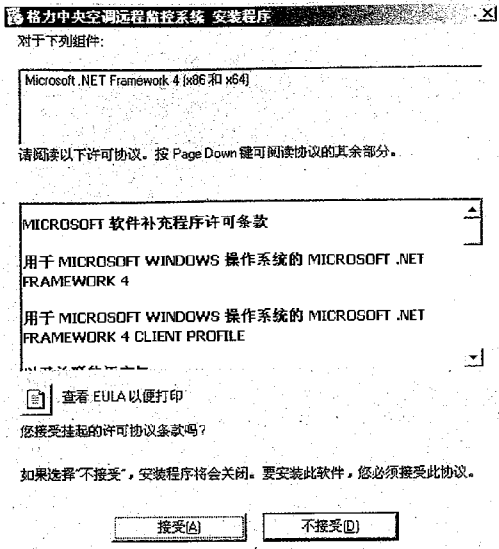 格力中央空调远程监控系统 安装程序
对于下列组件:
Microsoft .NET Framework 4 (x86 和 x64)
请阅读以下许可协议。按 Page Down 键可阅读协议的其余部分。
MICROSOFT 软件补充程序许可条款
用于 MICROSOFT WINDOWS 操作系统的 MICROSOFT .NET
FRAMEWORK 4
用于 MICROSOFT WINDOWS 操作系统的 MICROSOFT .NET
FRAMEWORK 4 CLIENT PROFILE
查看 EULA 以便打印
您接受挂起的许可协议条款吗?
如果选择“不接受”,安装程序将会关闭。要安装此软件,您必须接受此协议。
接受(A)
不接受(D)